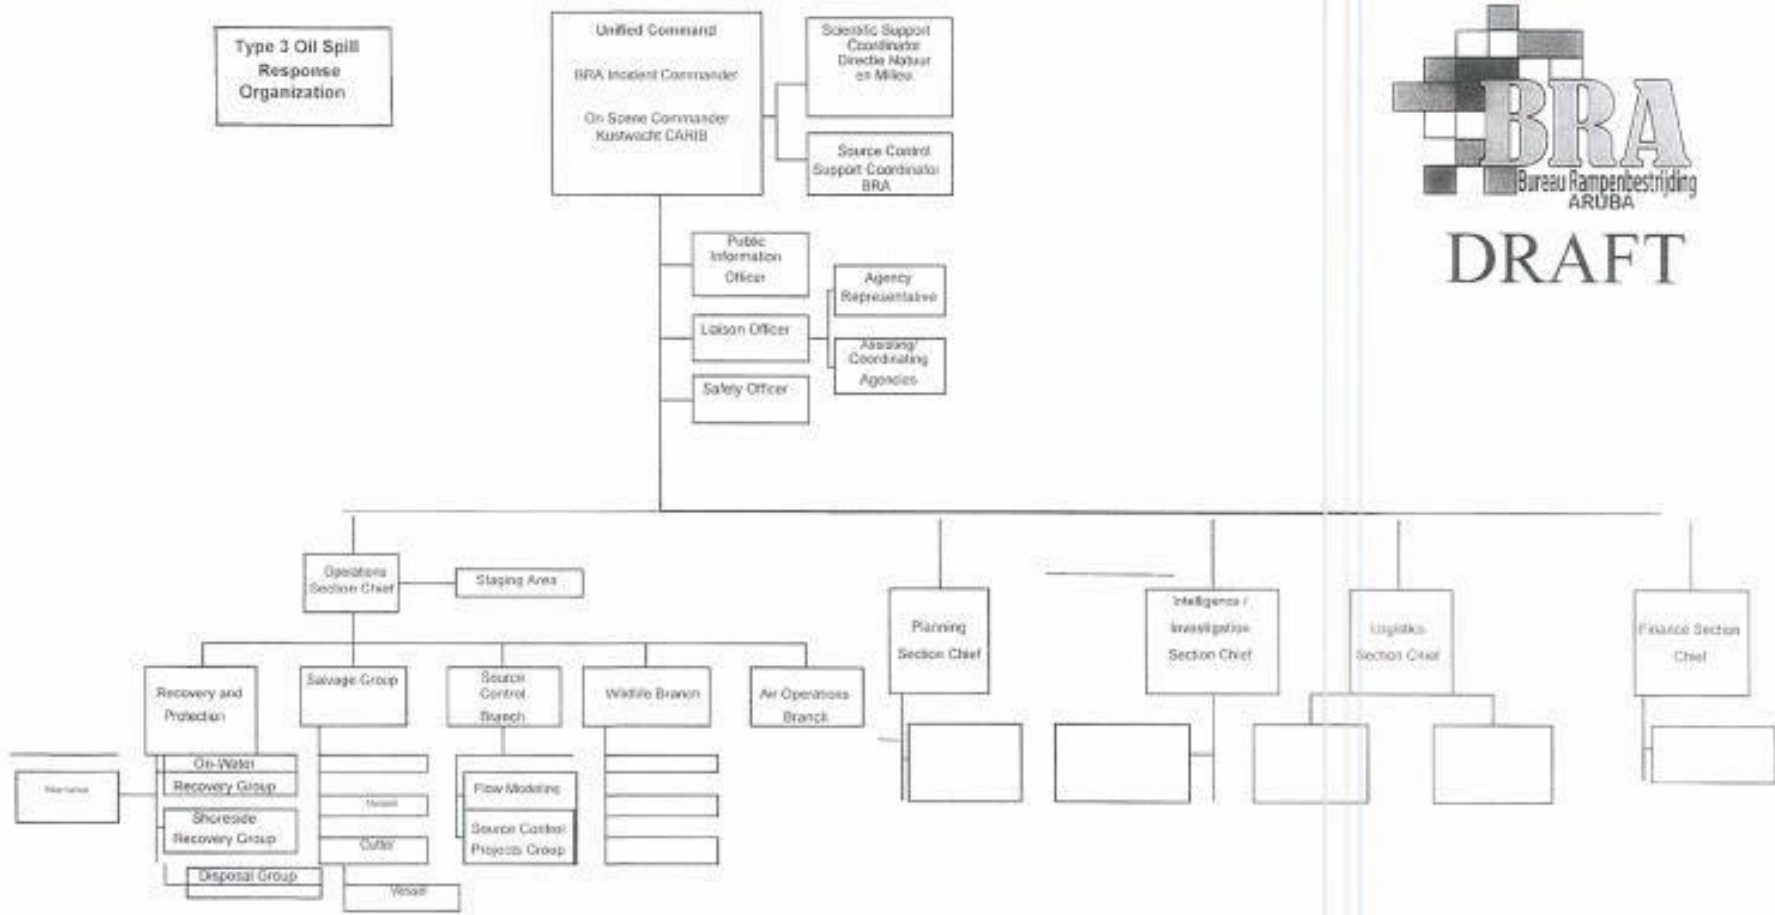 Type 3 Oil Spill
Response
Organization
Unified Command
BRA Incident Commander
On Scene Commander
Kustwacht CARIB
Scientific Support
Coordinator
Directie Natuur
en Milieu
Source Control
Support Coordinator
BRA
BRA
Bureau Rampenbestrijding
ARUBA
DRAFT
Public
Information
Officer
Liaison Officer
Safety Officer
Agency
Representative
Assisting/
Coordinating
Agencies
Operations
Section Chief
Staging Area
Planning
Section Chief
Intelligence /
Investigation
Section Chief
Logistics
Section Chief
Finance Section
Chief
Recovery and
Protection
Salvage Group
Source
Control
Branch
Wildlife Branch
Air Operations
Branch
On-Water
Recovery Group
Shoreside
Recovery Group
Disposal Group
Vessel
Cutter
Vessel
Flow Modeling
Source Control
Projects Group